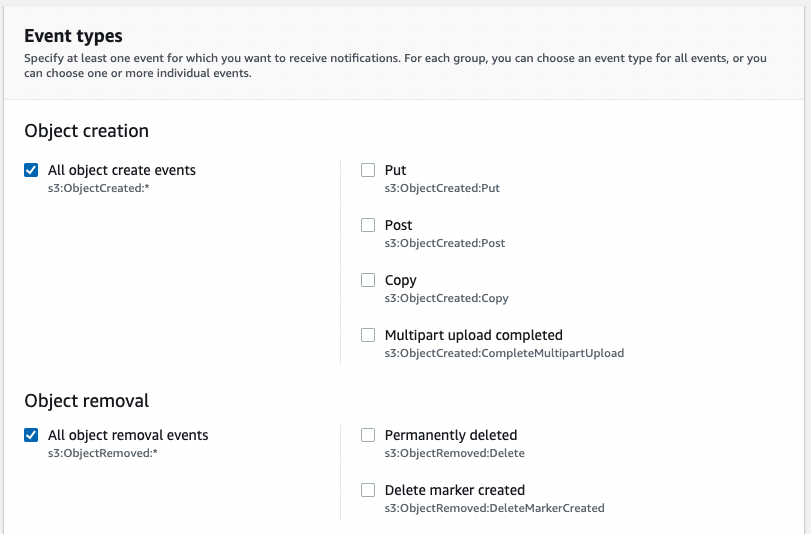 Event types
Specify at least one event for which you want to receive notifications. For each group, you can choose an event type for all events, or you
can choose one or more individual events.
Object creation
All object create events
s3:ObjectCreated:*
Put
s3:ObjectCreated:Put
Post
s3:ObjectCreated:Post
Copy
s3:ObjectCreated:Copy
Multipart upload completed
s3:ObjectCreated:CompleteMultipartUpload
Object removal
All object removal events
s3:ObjectRemoved:*
Permanently deleted
s3:ObjectRemoved:Delete
Delete marker created
s3:ObjectRemoved:DeleteMarkerCreated